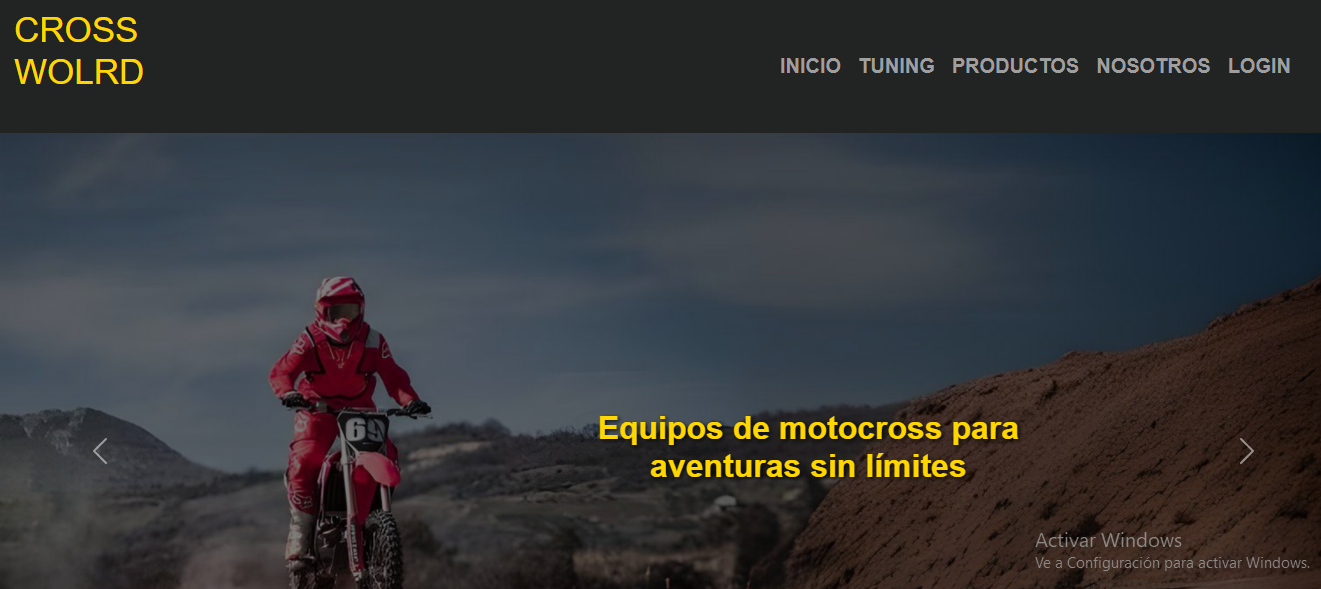 CROSS
WOLRD
INICIO TUNING PRODUCTOS NOSOTROS LOGIN
69
Equipos de motocross para
aventuras sin límites
Activar Windows
Ve a Configuración para activar Windows.